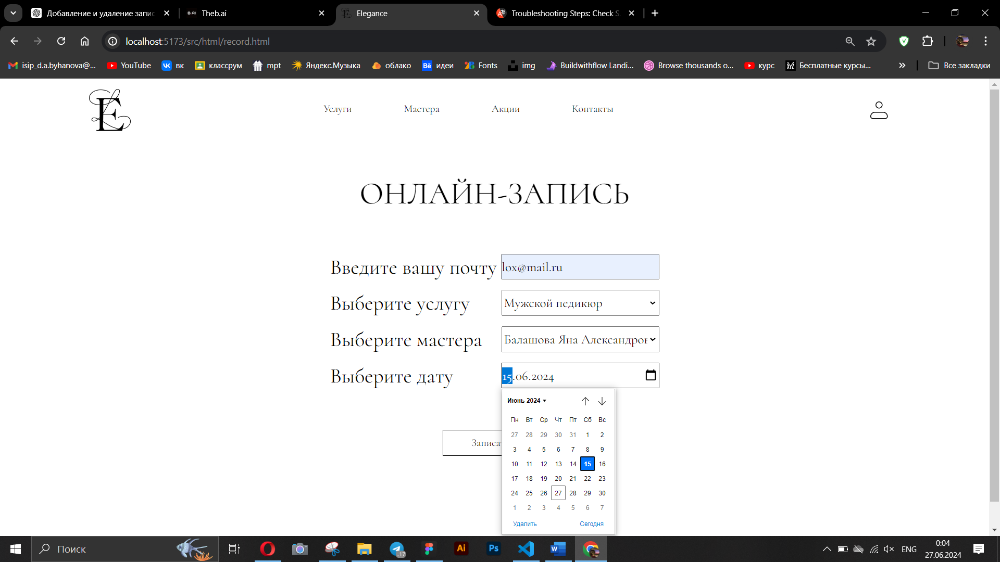 Добавление и удаление запис
B AI Theb.ai
Elegance
Troubleshooting Steps: Check S
localhost:5173/src/html/record.html
isip_d.a.byhanova@...
YouTube
вк
классрум
mpt
Яндекс.Музыка
облако
идеи
Fonts
img
Buildwithflow Landi...
Browse thousands o...
курс
Бесплатные курсы...
Все закладки
E
Услуги
Мастера
Акции
Контакты
ОНЛАЙН-ЗАПИСЬ
Введите вашу почту lox@mail.ru
Выберите услугу Мужской педикюр
Выберите мастера Балашова Яна Александров
Выберите дату 15.06.2024
Июнь 2024
Пн Вт Ср Чт Пт Сб Вс
27 28 29 30 31 1 2
3 4 5 6 7 8 9
10 11 12 13 14 15 16
17 18 19 20 21 22 23
24 25 26 27 28 29 30
1 2 3 4 5 6 7
Удалить Сегодня
Записат
Поиск
..17
Ai
Ps
W
ENG
0:04
27.06.2024